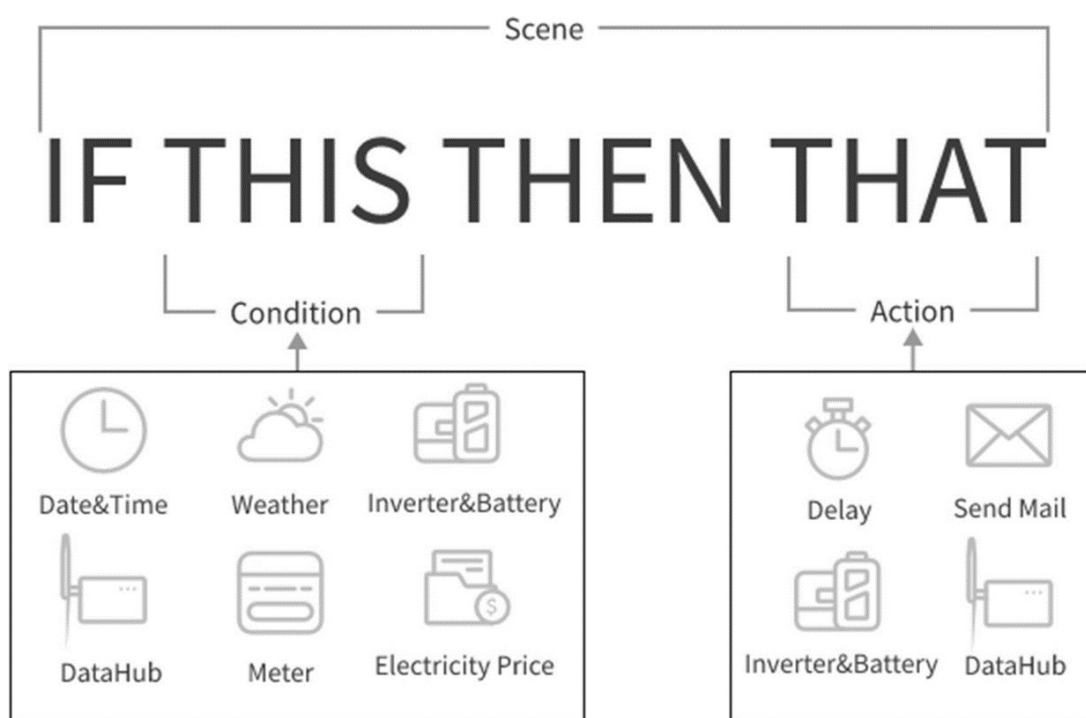 Scene
IF THIS THEN THAT
Condition
Action
Date&Time
Weather
Inverter&Battery
DataHub
Meter
Electricity Price
Delay
Send Mail
Inverter&Battery
DataHub